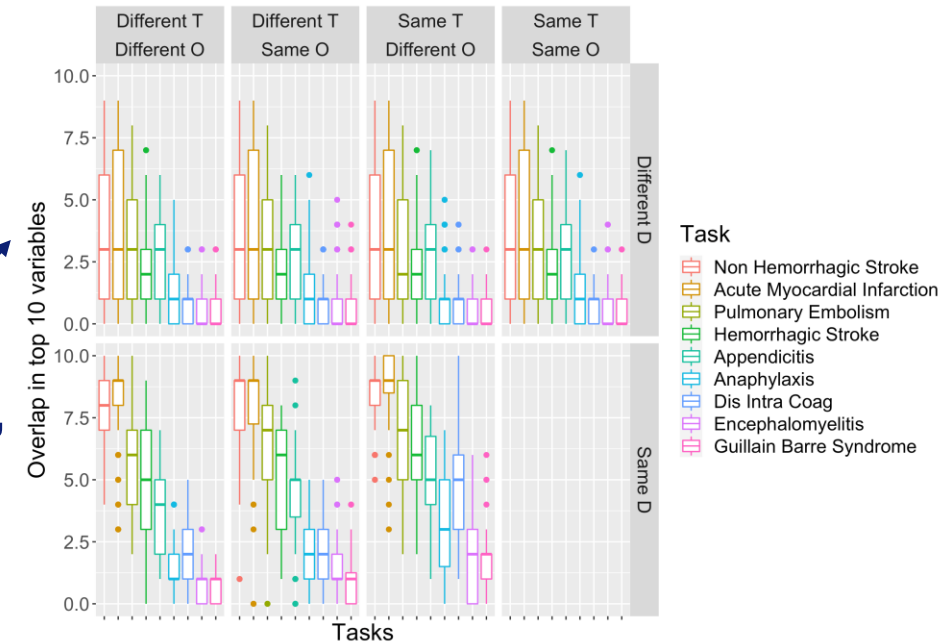 Different T
Different O
Different T
Same O
Same T
Different O
Same T
Same O
Overlap in top 10 variables
10.0
7.5
5.0
2.5
0.0
Different D
10.0
7.5
5.0
2.5
0.0
Same D
Tasks
Task
Non Hemorrhagic Stroke
Acute Myocardial Infarction
Pulmonary Embolism
Hemorrhagic Stroke
Appendicitis
Anaphylaxis
Dis Intra Coag
Encephalomyelitis
Guillain Barre Syndrome